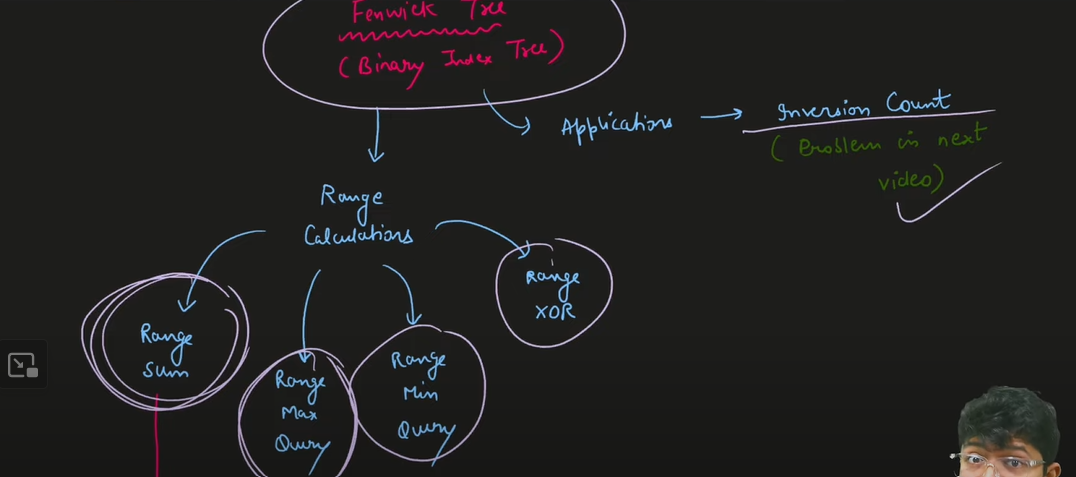 Fenwick Tree
(Binary Index Tree)
Applications
Inversion Count
(Problem in next
video)
Range
Calculations
Range
Sum
Range
Max
Query
Range
Min
Query
Range
XOR